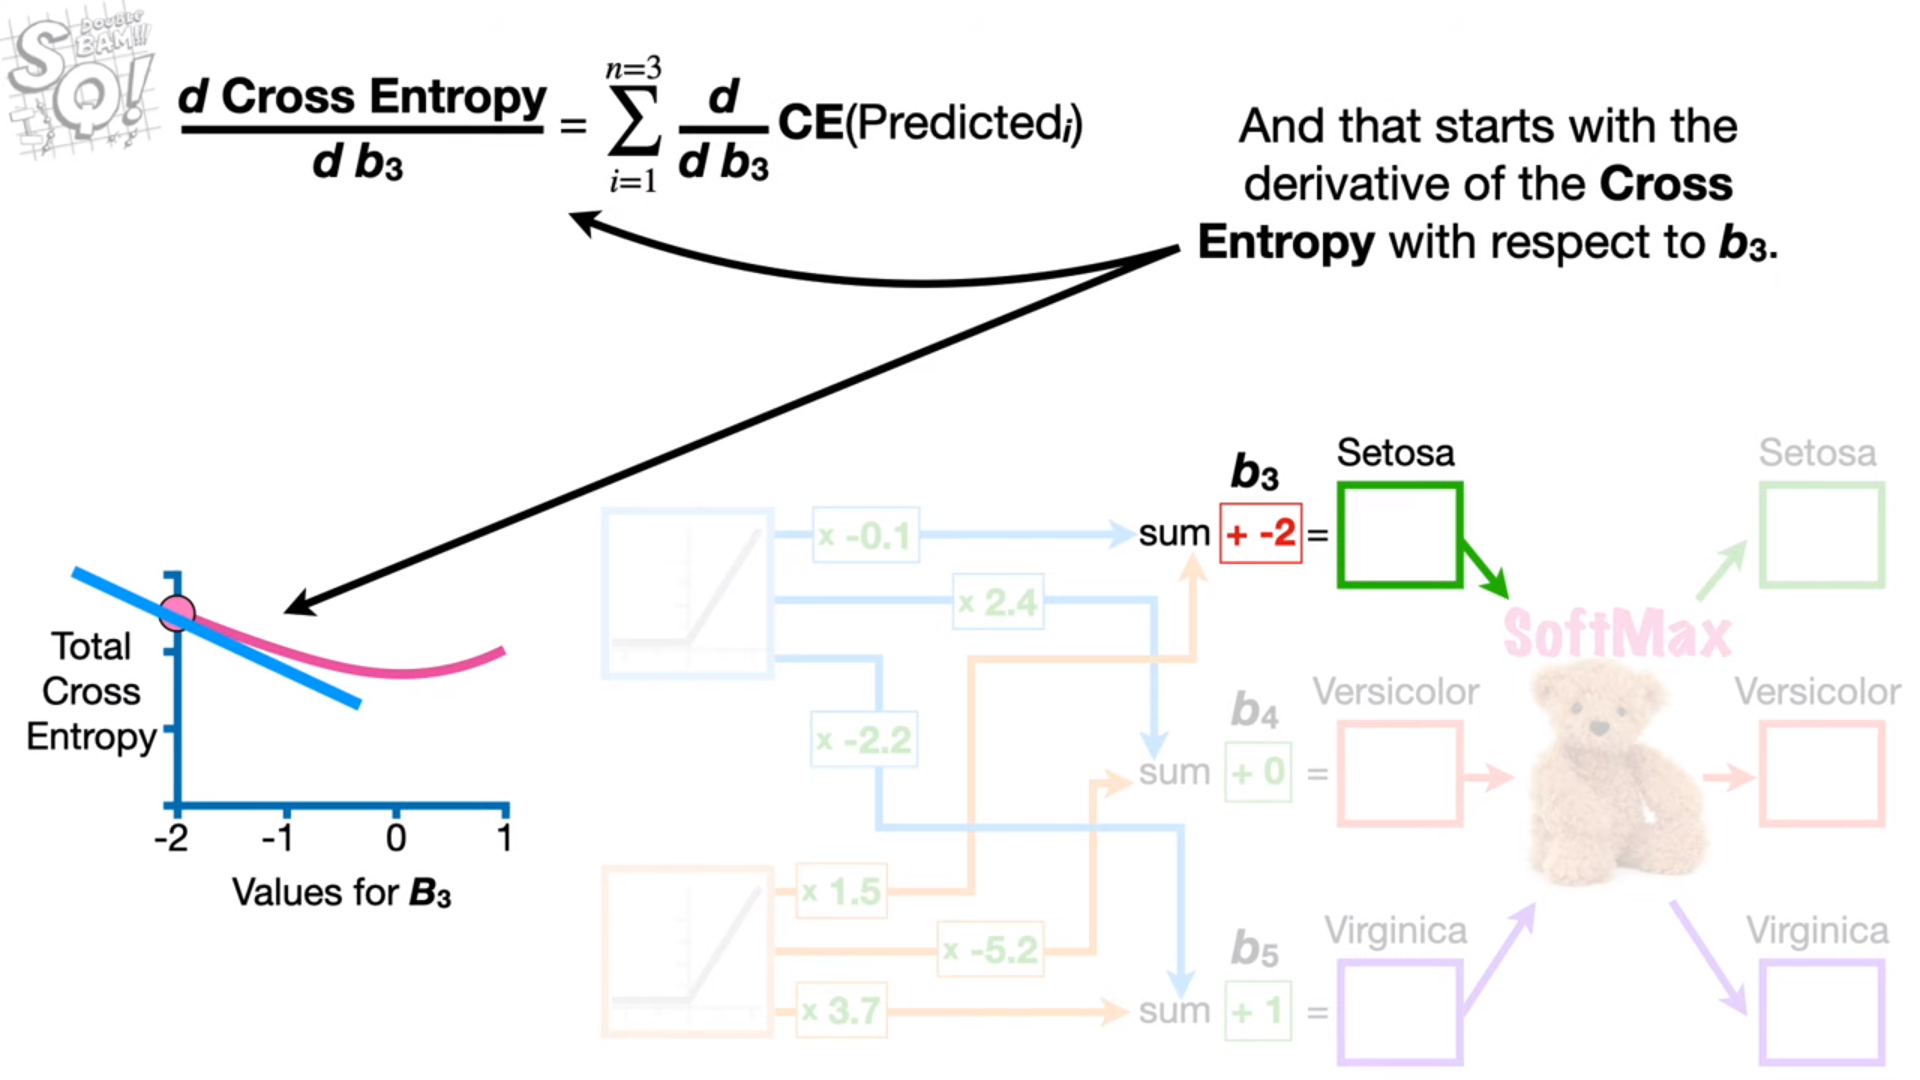 DOUBLE
BAM!!!
SQ!
d Cross Entropy
d b₃
=
n=3
∑
i=1
d
d b₃
CE(Predictedᵢ)
And that starts with the
derivative of the Cross
Entropy with respect to b₃.
Total
Cross
Entropy
-2 -1 0 1
Values for B₃
x -0.1
x 2.4
x -2.2
x 1.5
x -5.2
x 3.7
b₃
sum + -2 =
Setosa
b₄
sum + 0 =
Versicolor
b₅
sum + 1 =
Virginica
SoftMax
Setosa
Versicolor
Virginica